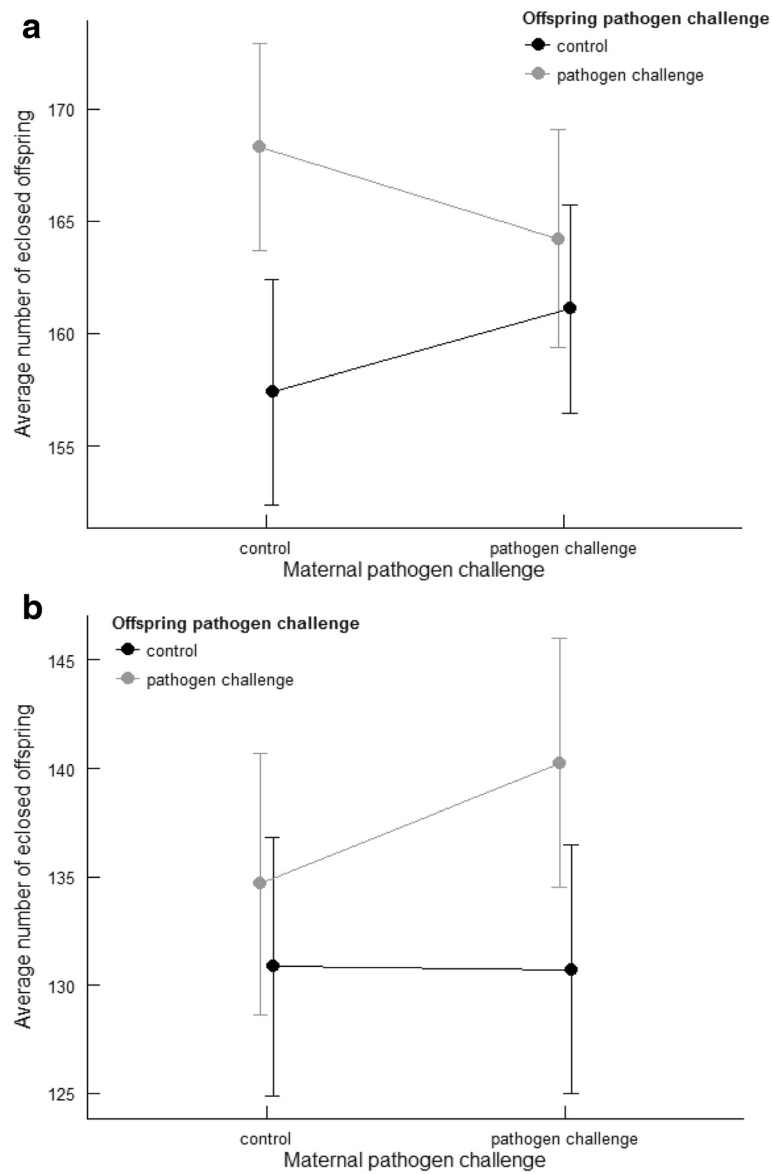 a
Offspring pathogen challenge
control
pathogen challenge
Average number of eclosed offspring
170
165
160
155
control
pathogen challenge
Maternal pathogen challenge
b
Offspring pathogen challenge
control
pathogen challenge
Average number of eclosed offspring
145
140
135
130
125
control
pathogen challenge
Maternal pathogen challenge